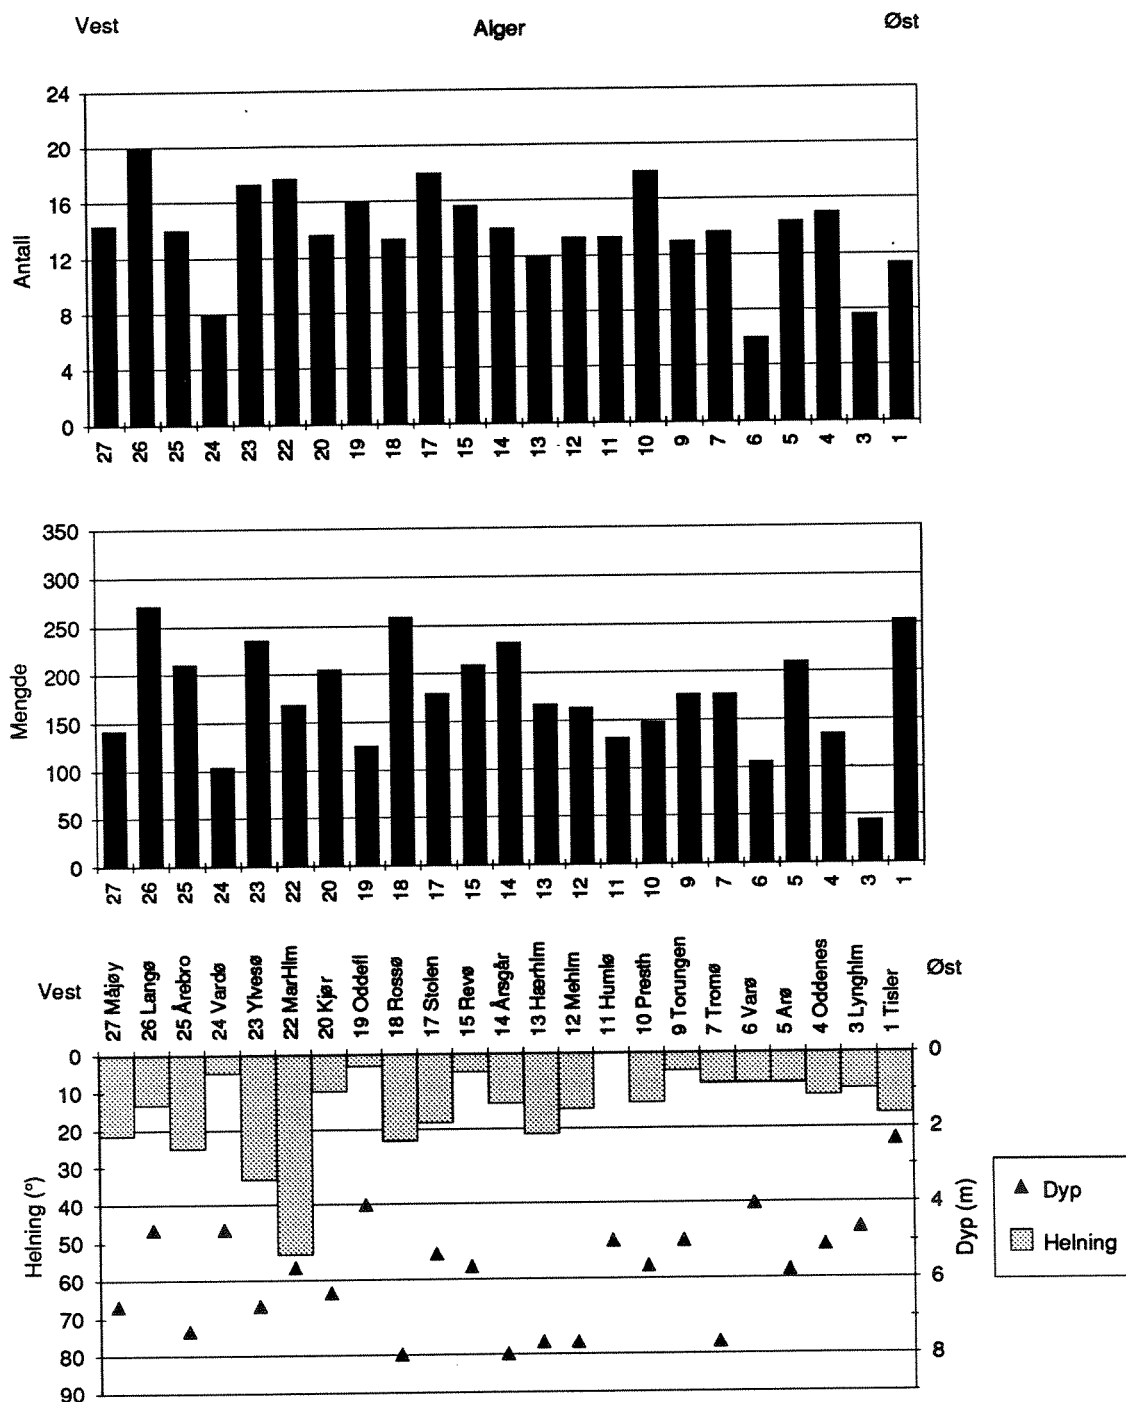 Vest Alger Øst
24
20
16
12
8
4
0
Antall
27 26 25 24 23 22 20 19 18 17 15 14 13 12 11 10 9 7 6 5 4 3 1
350
300
250
200
150
100
50
0
Mengde
27 26 25 24 23 22 20 19 18 17 15 14 13 12 11 10 9 7 6 5 4 3 1
Vest Øst
27 Måjøy
26 Langø
25 Årebro
24 Vardø
23 Ylvesø
22 MarHlm
20 Kjør
19 Oddefl
18 Rossø
17 Stolen
15 Revø
14 Årsgår
13 Hærhlm
12 Mehlm
11 Humlø
10 Presth
9 Torungen
7 Tromø
6 Varø
5 Arø
4 Oddenes
3 Lynghlm
1 Tisler
0
10
20
30
40
50
60
70
80
90
Helning (º)
0
2
4
6
8
Dyp (m)
Dyp
Helning